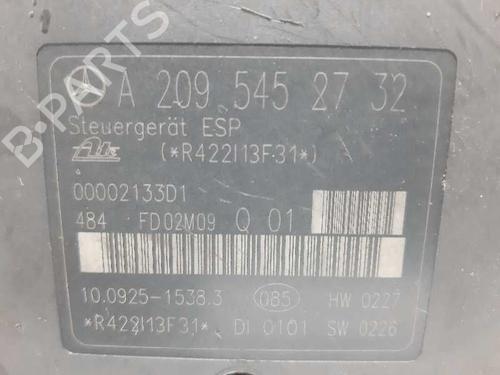 A 209 545 27 32
Steuergerät ESP
Ate (*R422I13F31*) A
00002133D1
484 FD02M09 Q 01
10.0925-1538.3 085 HW 0227
*R422I13F31* DI 0101 SW 0226